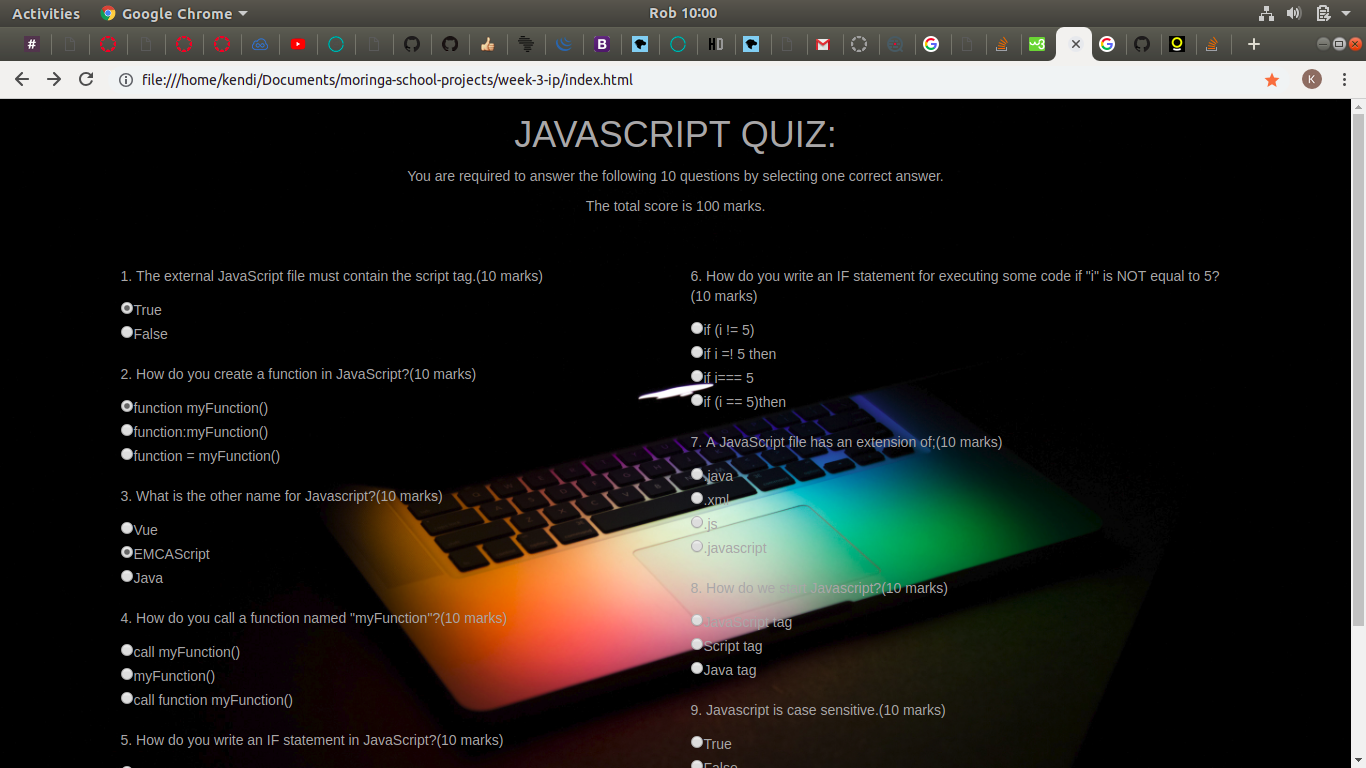 Activities
Google Chrome
Rob 10:00
file:///home/kendi/Documents/moringa-school-projects/week-3-ip/index.html
K
JAVASCRIPT QUIZ:
You are required to answer the following 10 questions by selecting one correct answer.
The total score is 100 marks.
1. The external JavaScript file must contain the script tag.(10 marks)
True
False
2. How do you create a function in JavaScript?(10 marks)
function myFunction()
function:myFunction()
function = myFunction()
3. What is the other name for Javascript?(10 marks)
Vue
EMCAScript
Java
4. How do you call a function named "myFunction"?(10 marks)
call myFunction()
myFunction()
call function myFunction()
5. How do you write an IF statement in JavaScript?(10 marks)
6. How do you write an IF statement for executing some code if "i" is NOT equal to 5?
(10 marks)
if (i != 5)
if i =! 5 then
if i=== 5
if (i == 5)then
7. A JavaScript file has an extension of;(10 marks)
.java
.xml
.js
.javascript
8. How do we start Javascript?(10 marks)
JavaScript tag
Script tag
Java tag
9. Javascript is case sensitive.(10 marks)
True
False